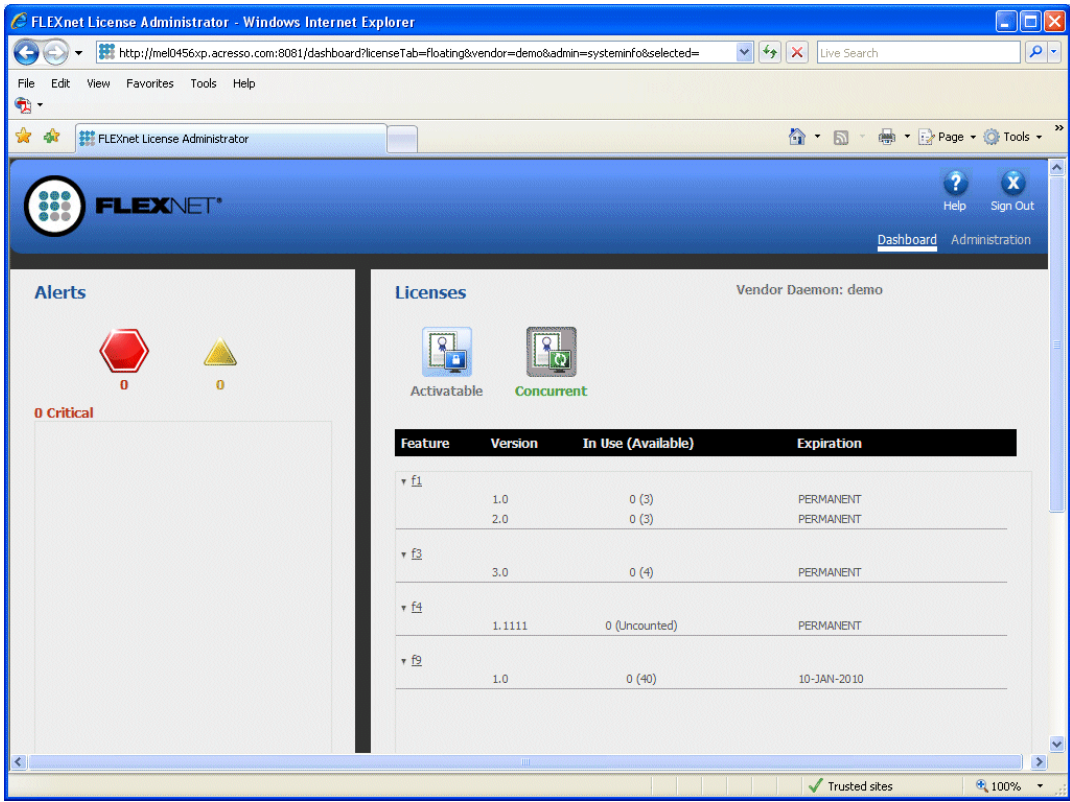 FLEXnet License Administrator - Windows Internet Explorer
http://mel0456xp.acresso.com:8081/dashboard?licenseTab=floating&vendor=demo&admin=systeminfo&selected=
Live Search
File Edit View Favorites Tools Help
FLEXnet License Administrator
Page Tools »
FLEXNET
Help Sign Out
Dashboard Administration
Alerts
0 0
0 Critical
Licenses
Vendor Daemon: demo
Activatable Concurrent
Feature Version In Use (Available) Expiration
f1
1.0 0 (3) PERMANENT
2.0 0 (3) PERMANENT
f3
3.0 0 (4) PERMANENT
f4
1.1111 0 (Uncounted) PERMANENT
f9
1.0 0 (40) 10-JAN-2010
Trusted sites 100%